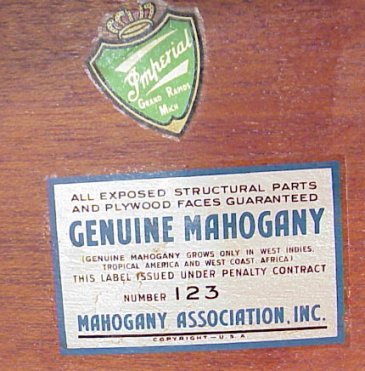 Imperial
GRAND RAPIDS
MICH
ALL EXPOSED STRUCTURAL PARTS
AND PLYWOOD FACES GUARANTEED
GENUINE MAHOGANY
(GENUINE MAHOGANY GROWS ONLY IN WEST INDIES,
TROPICAL AMERICA AND WEST COAST AFRICA)
THIS LABEL ISSUED UNDER PENALTY CONTRACT
NUMBER 123
MAHOGANY ASSOCIATION, INC.
COPYRIGHT-U.S.A.